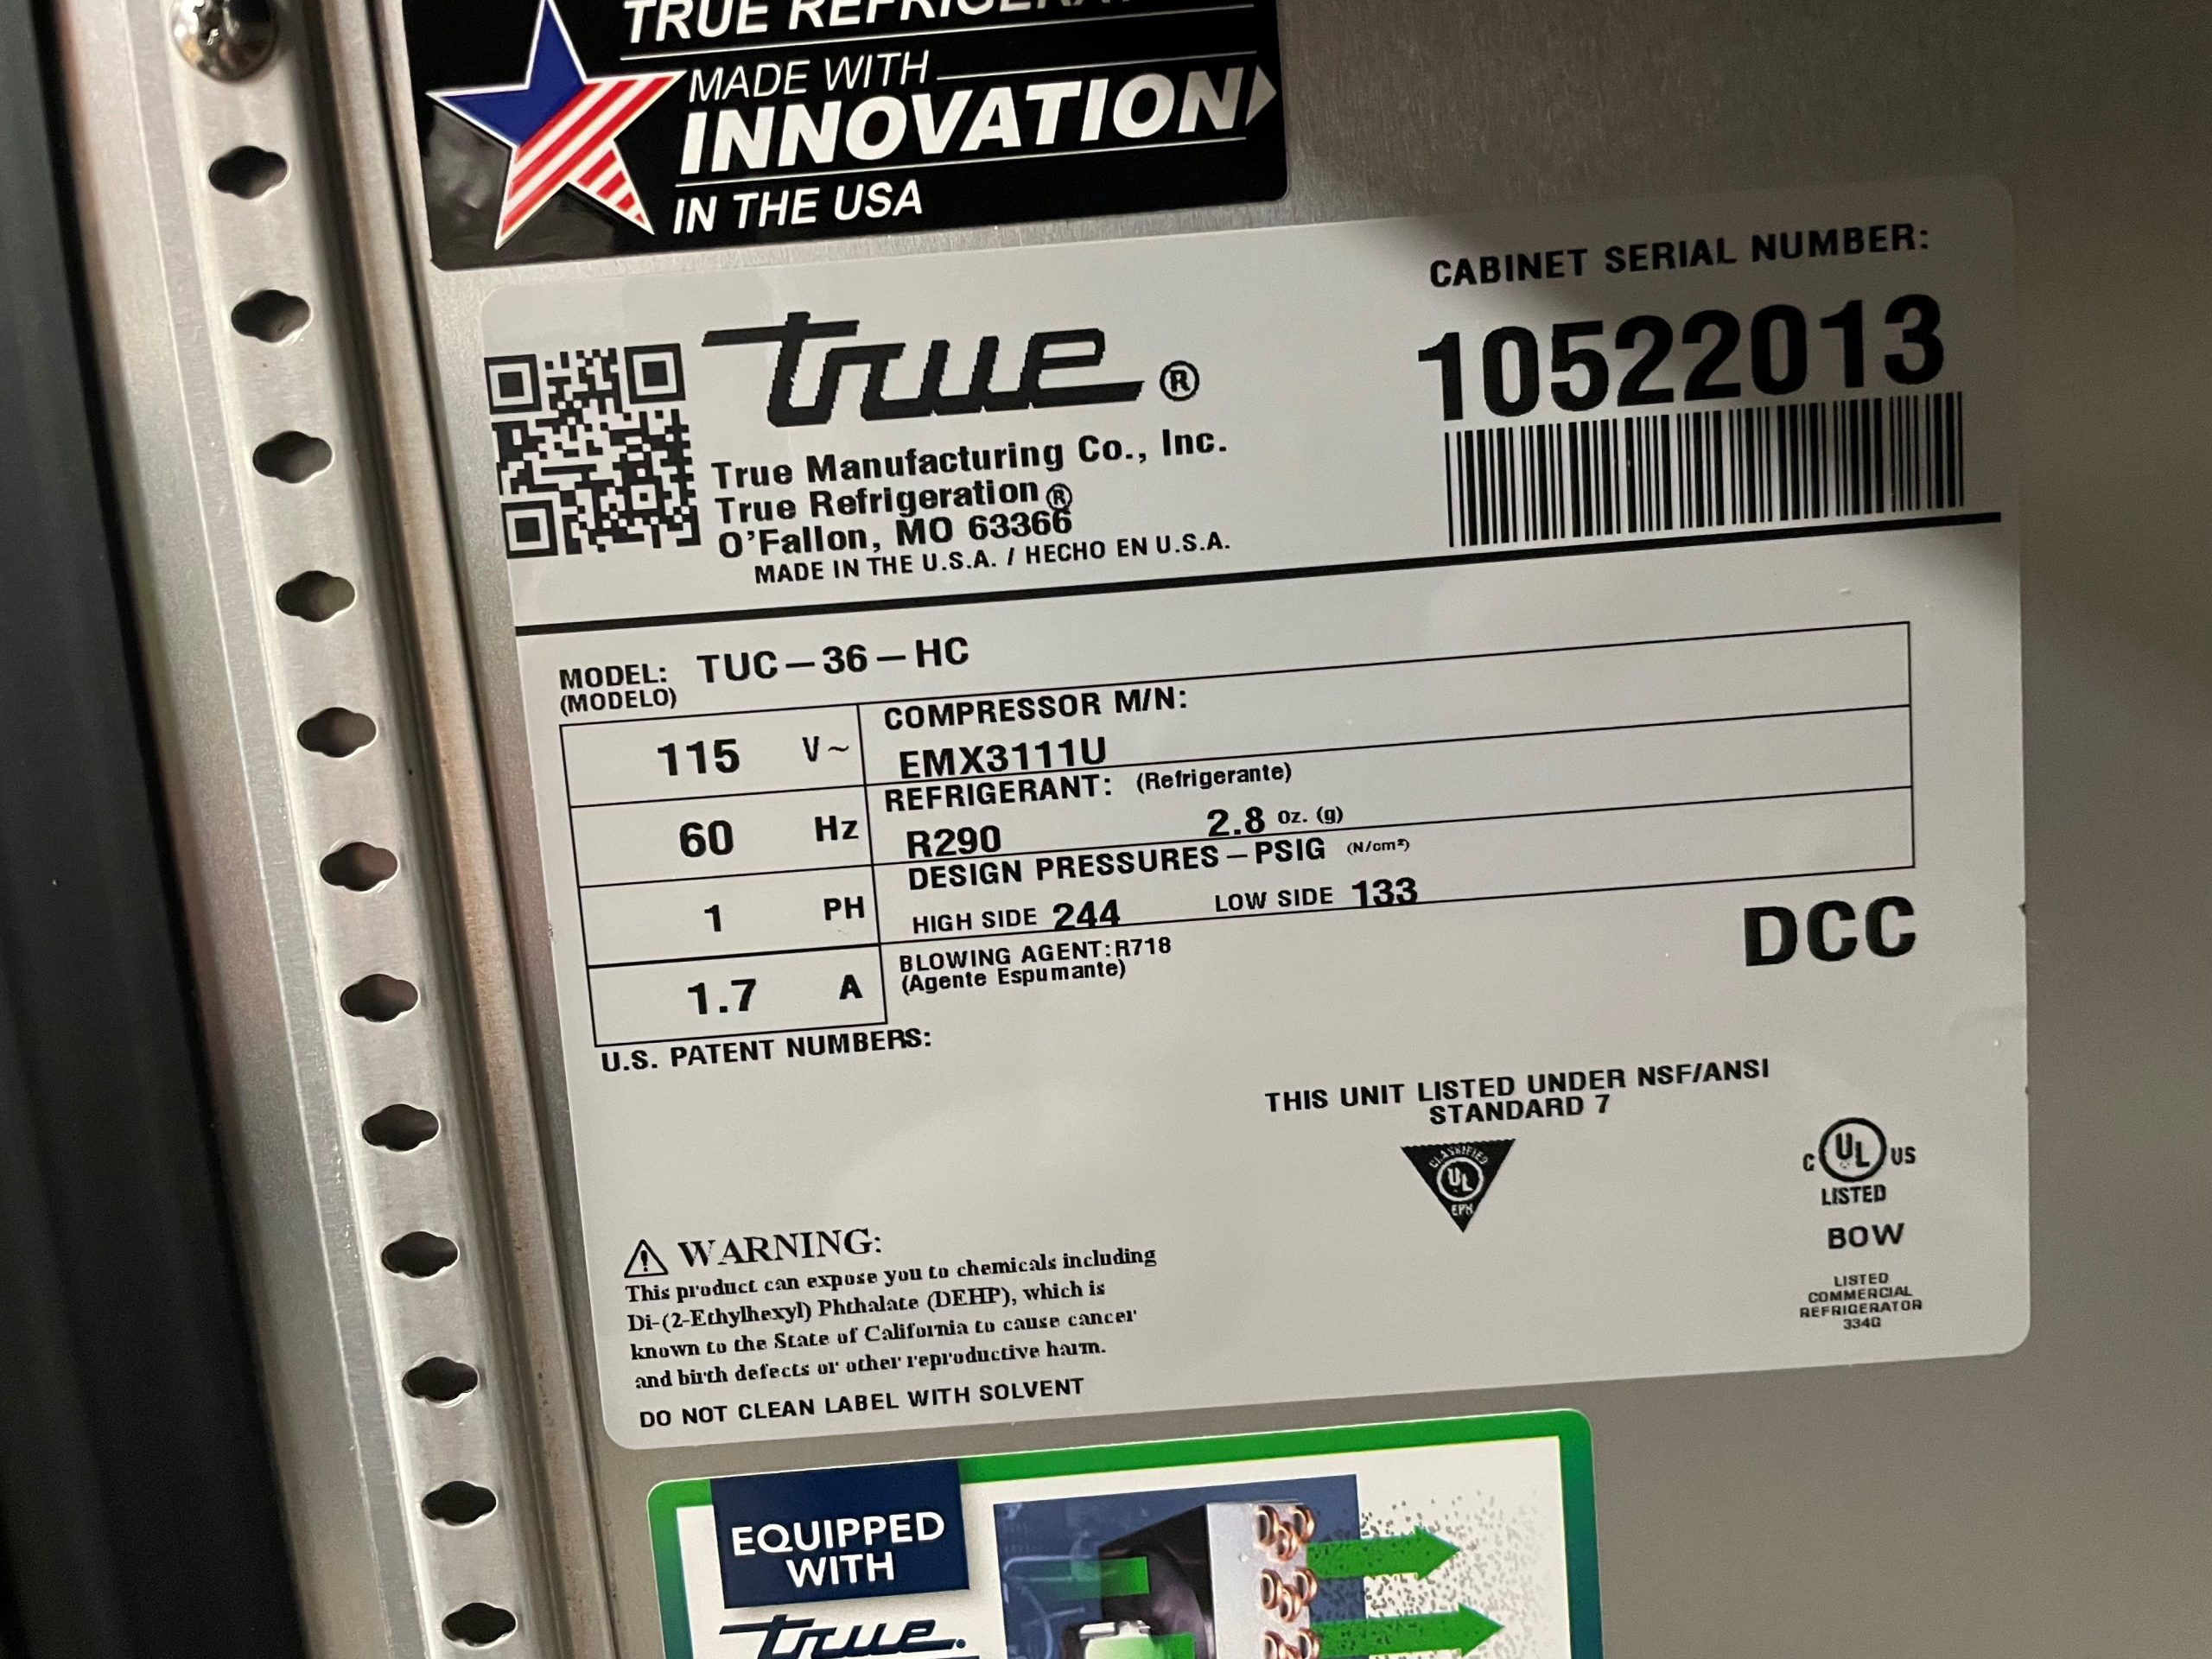 TRUE REFRIGERA
MADE WITH
INNOVATION
IN THE USA
CABINET SERIAL NUMBER:
10522013
true®
True Manufacturing Co., Inc.
True Refrigeration®
O'Fallon, MO 63366
MADE IN THE U.S.A. / HECHO EN U.S.A.
MODEL: TUC-36-HC
(MODELO)
115 V~
COMPRESSOR M/N:
EMX3111U
60 Hz
REFRIGERANT: (Refrigerante)
R290 2.8 Oz. (g)
1 PH
DESIGN PRESSURES-PSIG (N/cm²)
HIGH SIDE 244 LOW SIDE 133
1.7 A
BLOWING AGENT:R718
(Agente Espumante)
DCC
U.S. PATENT NUMBERS:
THIS UNIT LISTED UNDER NSF/ANSI
STANDARD 7
CLASSIFIED
UL
EPH
C UL US
LISTED
BOW
LISTED
COMMERCIAL
REFRIGERATOR
334G
WARNING:
This product can expose you to chemicals including
Di-(2-Ethylhexyl) Phthalate (DEHP), which is
known to the State of California to cause cancer
and birth defects or other reproductive harm.
DO NOT CLEAN LABEL WITH SOLVENT
EQUIPPED
WITH
true.